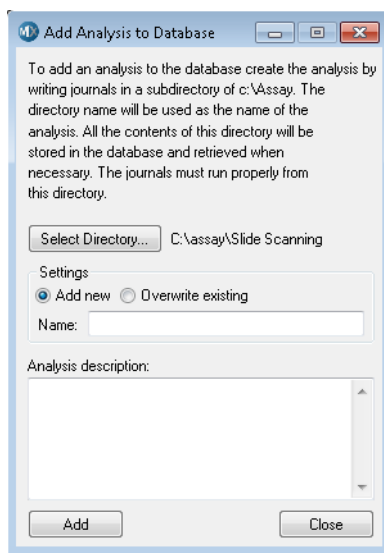 MX Add Analysis to Database
To add an analysis to the database create the analysis by
writing journals in a subdirectory of c:\Assay. The
directory name will be used as the name of the
analysis. All the contents of this directory will be
stored in the database and retrieved when
necessary. The journals must run properly from
this directory.
Select Directory... C:\assay\Slide Scanning
Settings
Add new Overwrite existing
Name:
Analysis description:
Add Close